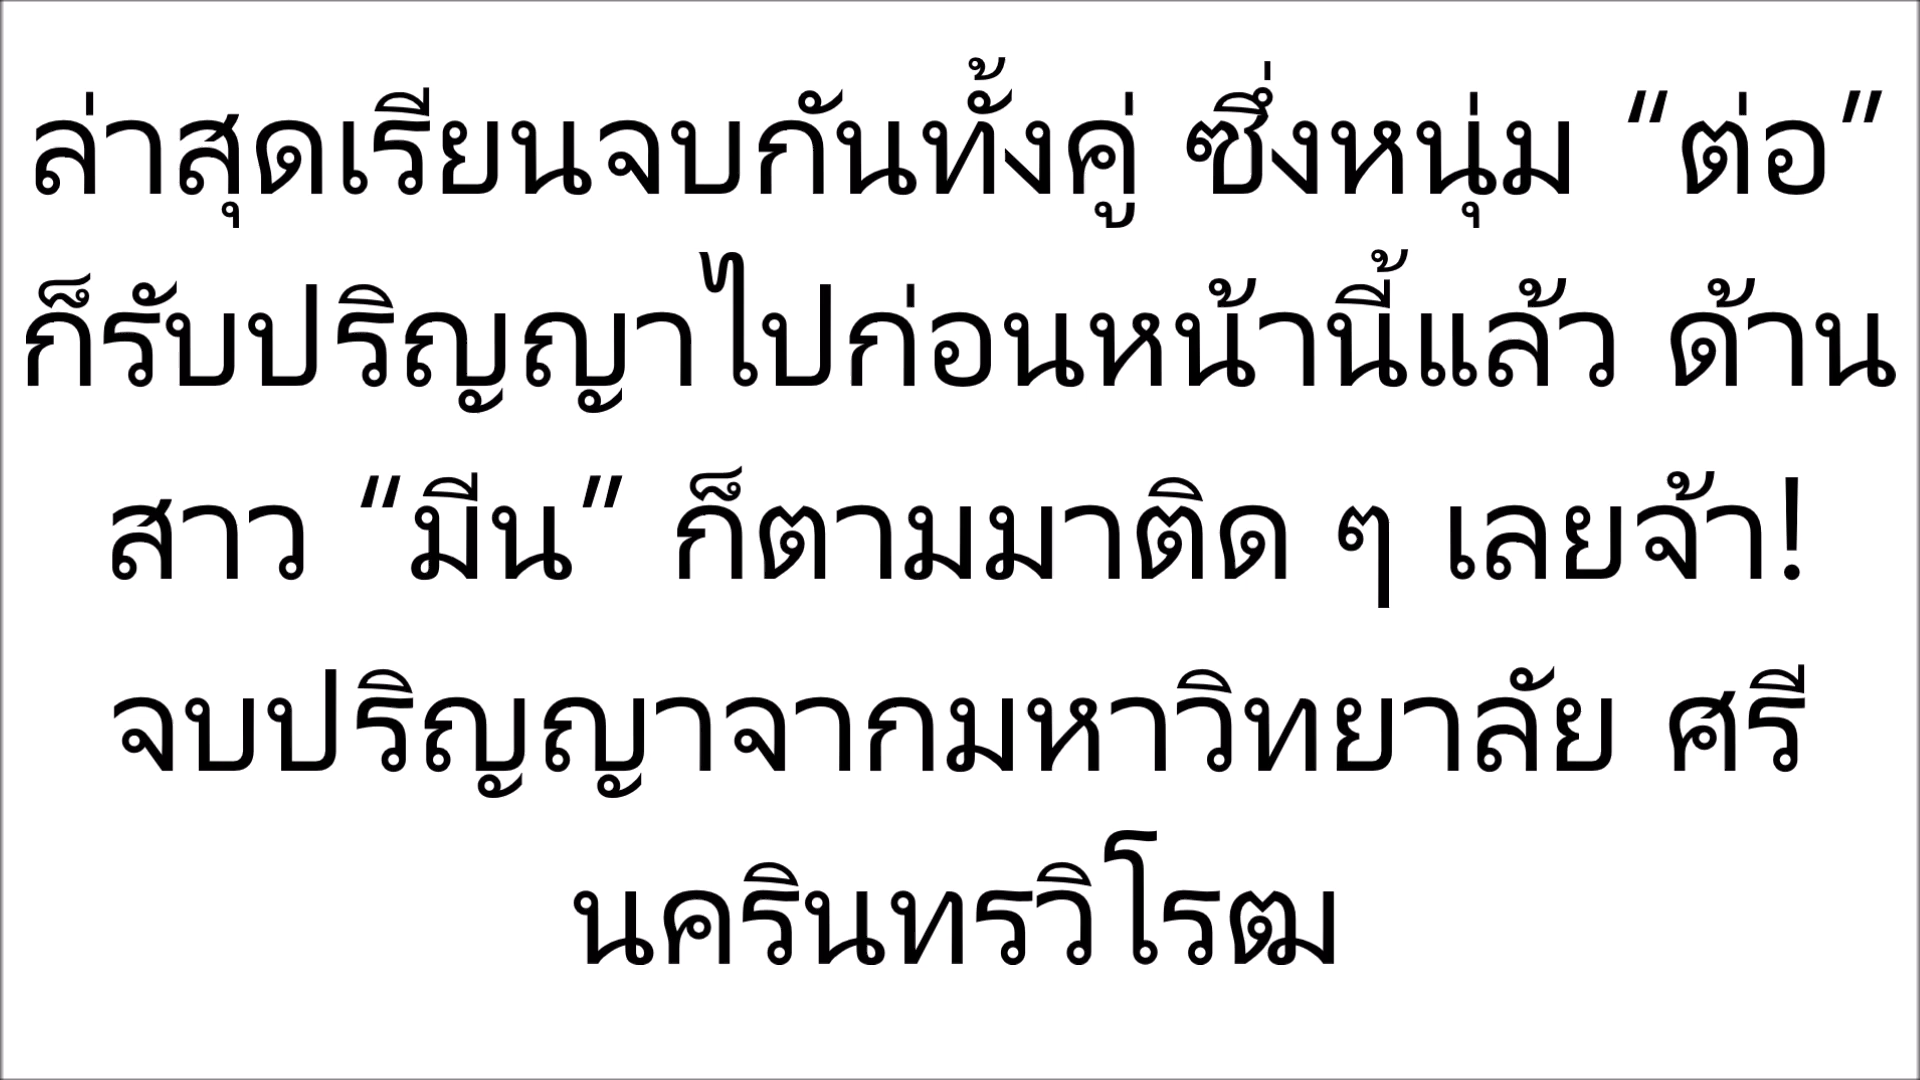 ล่าสุดเรียนจบกันทั้งคู่ ซึ่งหนุ่ม “ต่อ”
ก็รับปริญญาไปก่อนหน้านี้แล้ว ด้าน
สาว “มีน” ก็ตามมาติด ๆ เลยจ้า!
จบปริญญาจากมหาวิทยาลัย ศรี
นครินทรวิโรฒ